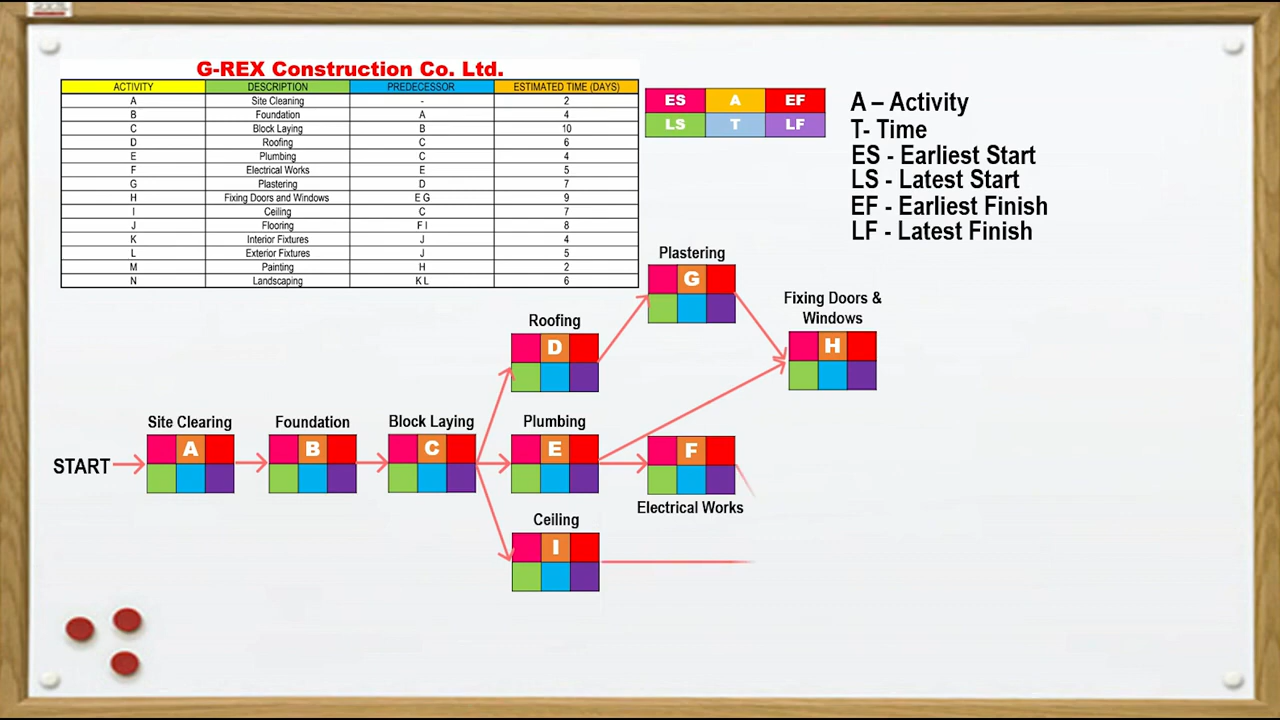 G-REX Construction Co. Ltd.
ACTIVITY DESCRIPTION PREDECESSOR ESTIMATED TIME (DAYS)
A Site Cleaning - 2
B Foundation A 4
C Block Laying B 10
D Roofing C 6
E Plumbing C 4
F Electrical Works E 5
G Plastering D 7
H Fixing Doors and Windows E G 9
I Ceiling C 7
J Flooring F I 8
K Interior Fixtures J 4
L Exterior Fixtures J 5
M Painting H 2
N Landscaping K L 6
ES A EF
LS T LF
A – Activity
T- Time
ES - Earliest Start
LS - Latest Start
EF - Earliest Finish
LF - Latest Finish
Plastering
G
Fixing Doors &
Windows
H
Roofing
D
Site Clearing
A
Foundation
B
Block Laying
C
Plumbing
E
F
Electrical Works
START
Ceiling
I